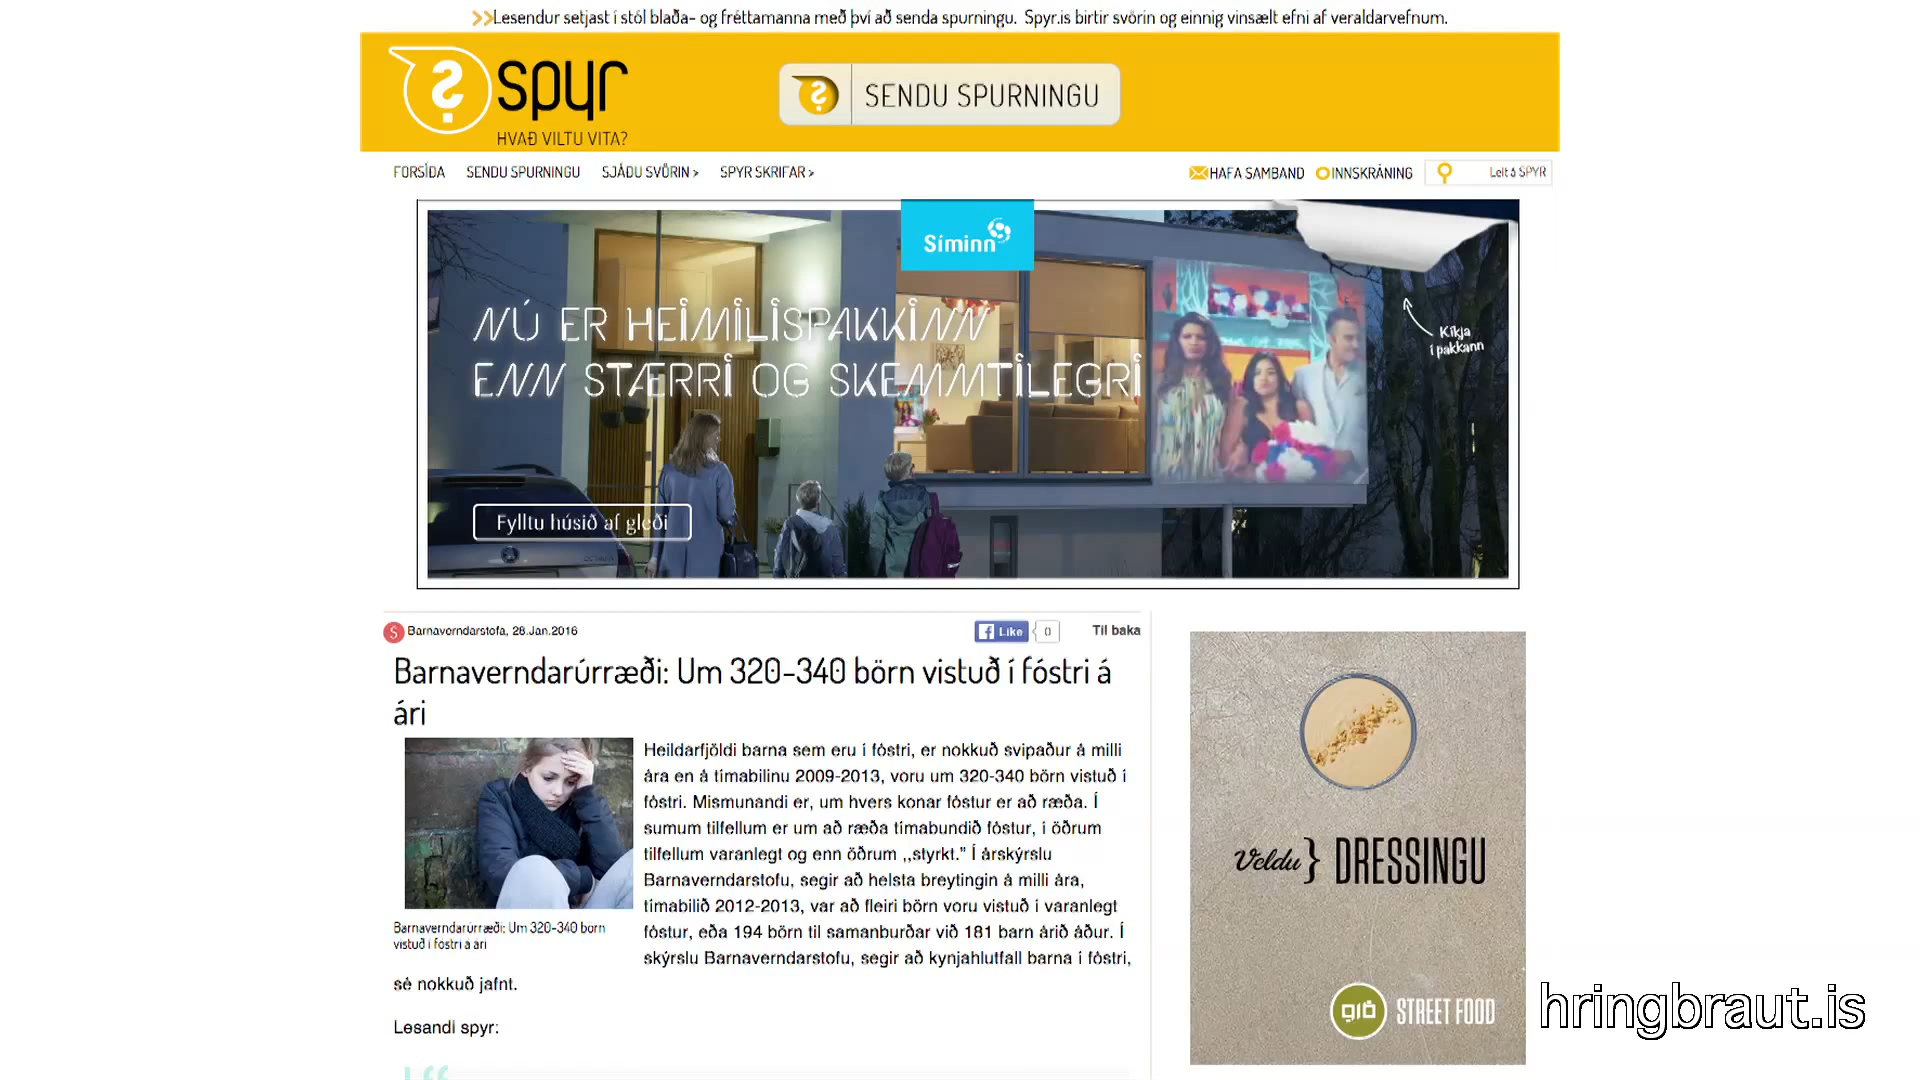 Lesendur setjast í stól blaða- og fréttamanna með því að senda spurningu. Spyr.is birtir svörin og einnig vinsælt efni af veraldarvefnum.
spyr
HVAÐ VILTU VITA?
SENDU SPURNINGU
FORSÍDA SENDU SPURNINGU SJÁÐU SVÖRIN > SPYR SKRIFAR >
HAFA SAMBAND INNSKRÁNING Leit á SPYR
Síminn
NÚ ER HEIMILISPAKKINN
ENN STÆRRI OG SKEMMTILEGRI
Kíkja
í pakkann
Fylltu húsið af gleði
Barnaverndarstofa, 28.Jan.2016
Like 0 Til baka
Barnaverndarúrræði: Um 320-340 börn vistuð í fóstri á
ári
Heildarfjöldi barna sem eru í fóstri, er nokkuð svipaður á milli
ára en á tímabilinu 2009-2013, voru um 320-340 börn vistuð í
fóstri. Mismunandi er, um hvers konar fóstur er að ræða. Í
sumum tilfellum er um að ræða tímabundið fóstur, í öðrum
tilfellum varanlegt og enn öðrum ,,styrkt.” Í árskýrslu
Barnaverndarstofu, segir að helsta breytingin á milli ára,
tímabilið 2012-2013, var að fleiri börn voru vistuð í varanlegt
fóstur, eða 194 börn til samanburðar við 181 barn árið áður. Í
skýrslu Barnaverndarstofu, segir að kynjahlutfall barna í fóstri,
sé nokkuð jafnt.
Barnaverndarúrræði: Um 320-340 börn
vistuð í fóstri á ári
Lesandi spyr:
Veldu } DRESSINGU
gló STREET FOOD
hringbraut.is